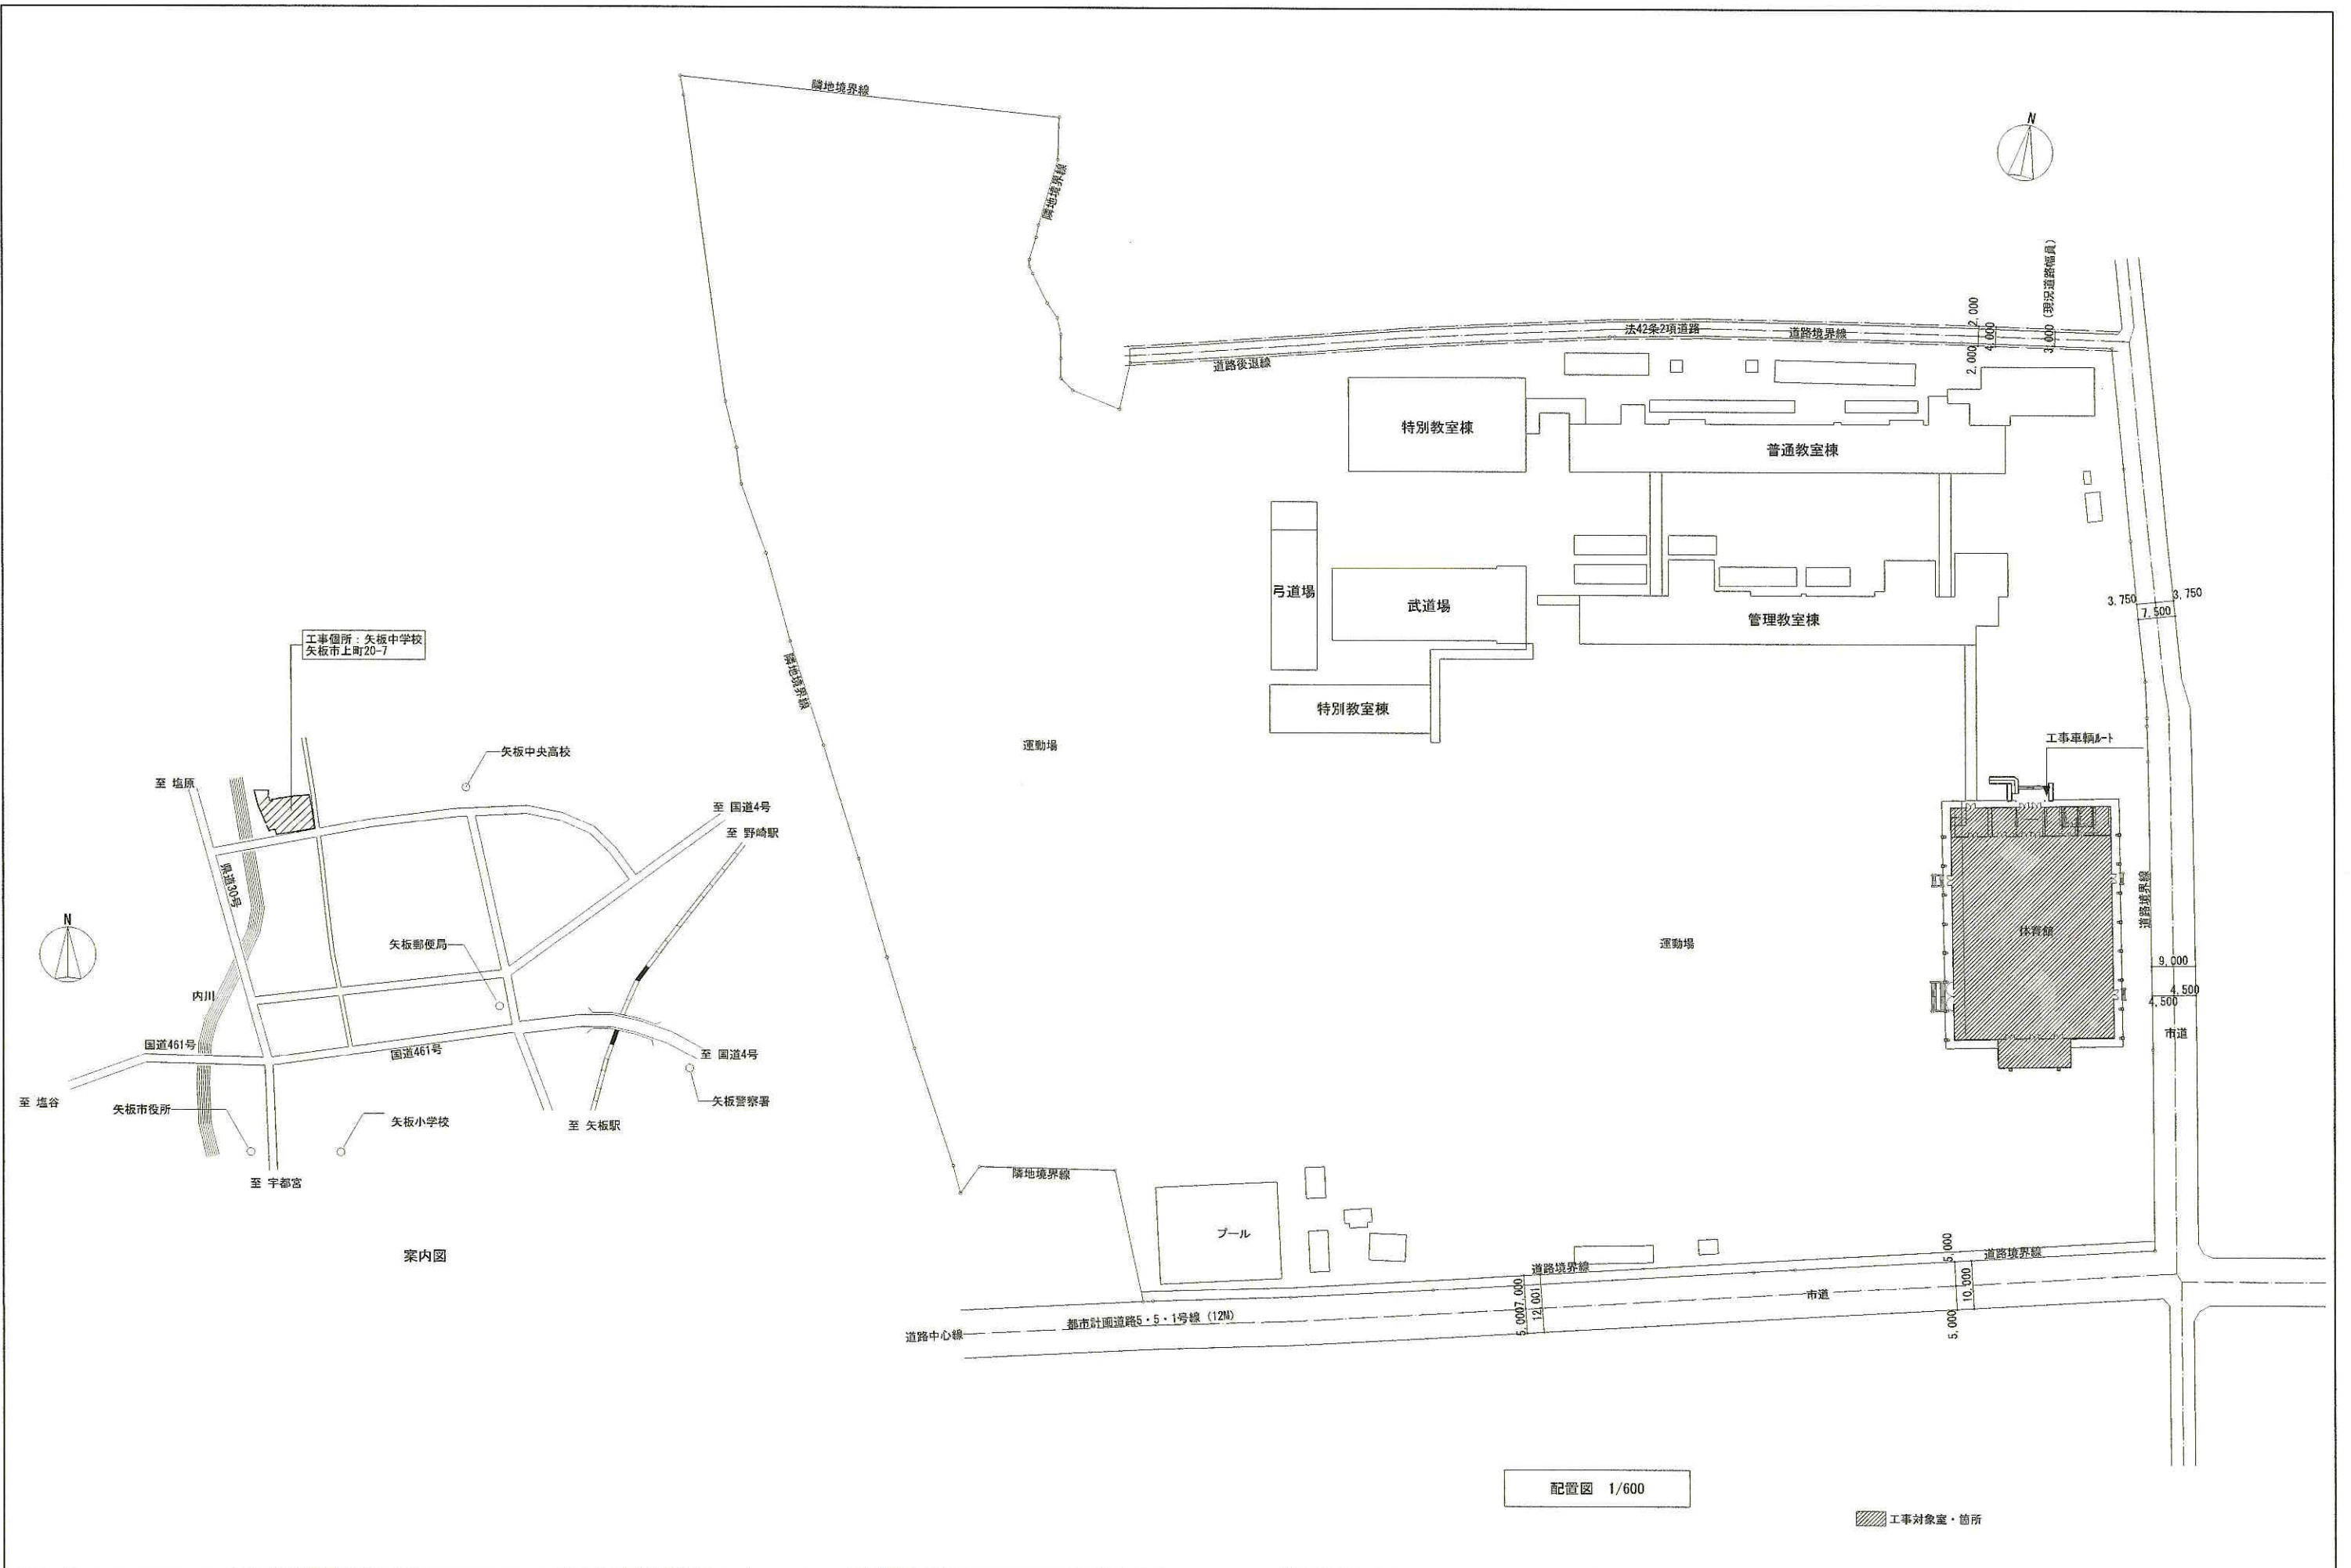 隣地境界線
隣地境界線
N
法42条2項道路
道路境界線
道路後退線
2,000
4,000
2,000
3,000 (現況道路幅員)
特別教室棟
普通教室棟
弓道場
武道場
管理教室棟
特別教室棟
3,750
3,750
7,500
隣地境界線
運動場
工事車輌ルート
運動場
体育館
道路境界線
9,000
4,500
4,500
市道
隣地境界線
プール
道路境界線
道路境界線
5,000
10,000
5,000
市道
7,000
5,000
12,001
都市計画道路5・5・1号線 (12M)
道路中心線
工事個所：矢板中学校
矢板市上町20-7
矢板中央高校
至 塩原
至 国道4号
至 野崎駅
県道30号
N
矢板郵便局
内川
国道461号
国道461号
至 国道4号
至 塩谷
矢板市役所
矢板小学校
至 矢板駅
矢板警察署
至 宇都宮
案内図
配置図 1/600
工事対象室・箇所